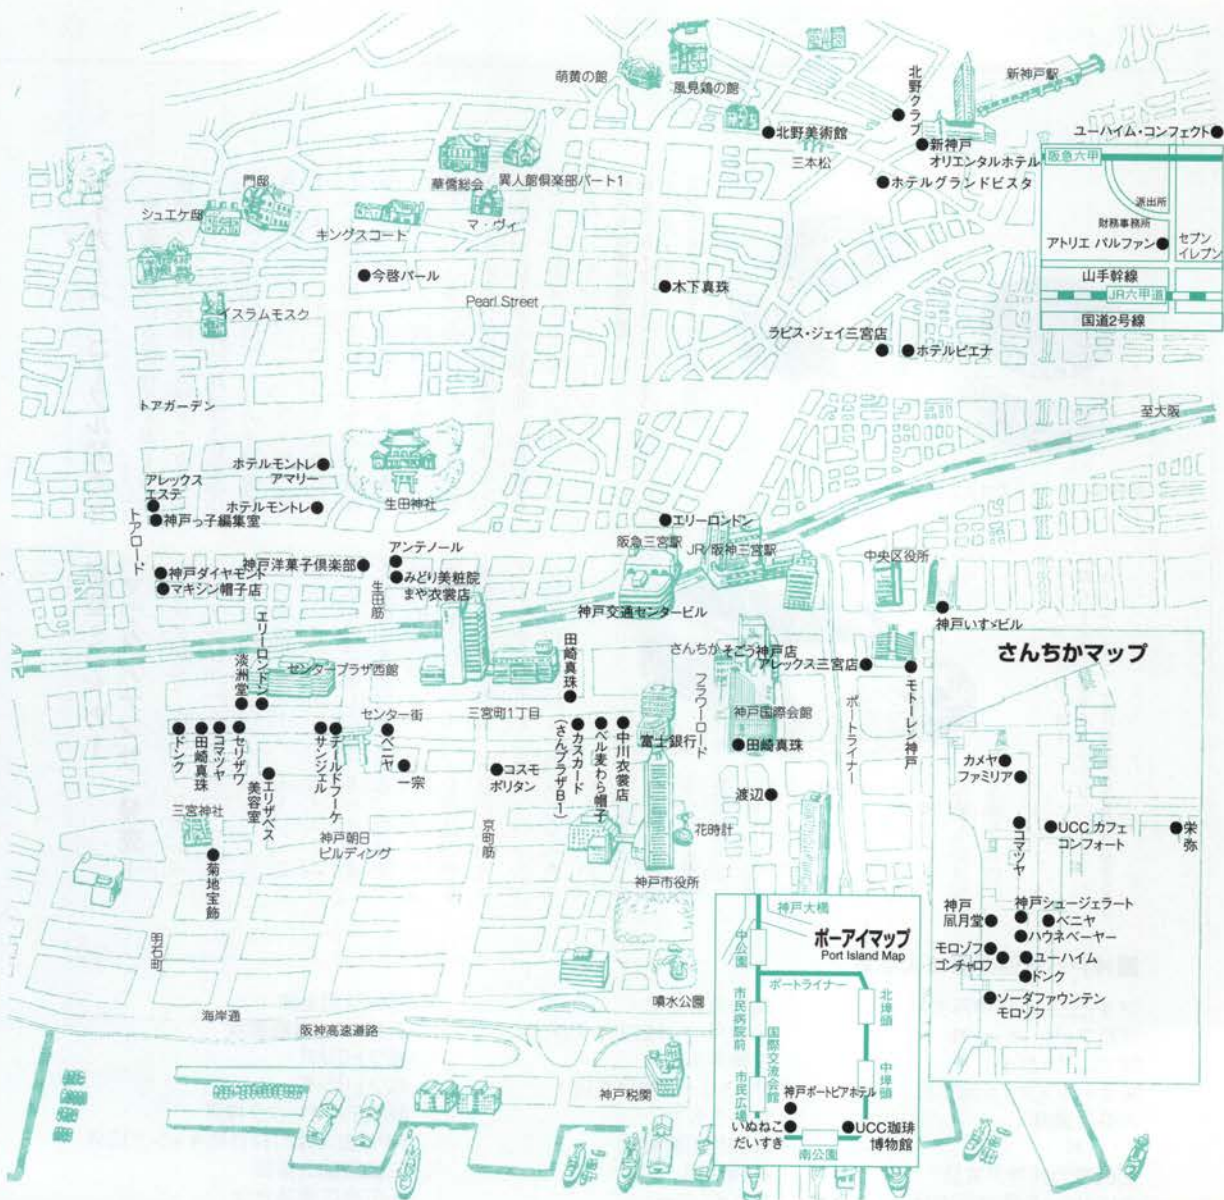 萌黄の館
風見鶏の館
北野クラブ
新神戸駅
北野美術館
三本松
新神戸
オリエンタルホテル
ユーハイム・コンフェクト
阪急六甲
派出所
財務事務所
アトリエ パルファン
セブン
イレブン
山手幹線
JR六甲道
国道2号線
ホテルグランドビスタ
門邸
華僑総会
異人館倶楽部パート1
シュエケ邸
キングスコート
マ・ヴィ
今啓パール
木下真珠
Pearl Street
イスラムモスク
ラピス・ジェイ三宮店
ホテルピエナ
トアガーデン
至大阪
ホテルモントレ
アマリー
アレックス
エステ
ホテルモントレ
生田神社
トアロード
神戸っ子編集室
エリーロンドン
阪急三宮駅
JR/阪神三宮駅
中央区役所
アンテノール
神戸洋菓子倶楽部
神戸ダイヤモンド
マキシン帽子店
生田筋
みどり美粧院
まや衣裳店
神戸交通センタービル
神戸いすゞビル
エリーロンドン
淡洲堂
センタープラザ西館
田崎真珠
さんちか
そごう神戸店
アレックス三宮店
モトーレン神戸
フラワーロード
神戸国際会館
ポートライナー
センター街
三宮町1丁目
ドンク
田崎真珠
コマツヤ
セリザワ
エリザベス
美容室
サンジェル
テールドフーケ
ベニヤ
一宗
コスモ
ポリタン
カスカード
(さんプラザB1)
ベル麦わら帽子
中川衣裳店
富士銀行
田崎真珠
渡辺
三宮神社
神戸朝日
ビルディング
京町筋
花時計
菊地宝飾
神戸市役所
明石町
海岸通
阪神高速道路
噴水公園
神戸税関
さんちかマップ
カメヤ
ファミリア
コマツヤ
UCC カフェ
コンフォート
栄弥
神戸
凮月堂
神戸シュージェラート
ベニヤ
ハウネベーヤー
モロゾフ
ゴンチャロフ
ユーハイム
ドンク
ソーダファウンテン
モロゾフ
神戸大橋
ポーアイマップ
Port Island Map
中公園
ポートライナー
市民病院前
国際交流会館
北埠頭
市民広場
中埠頭
神戸ポートピアホテル
いぬねこ
だいすき
UCC珈琲
博物館
南公園